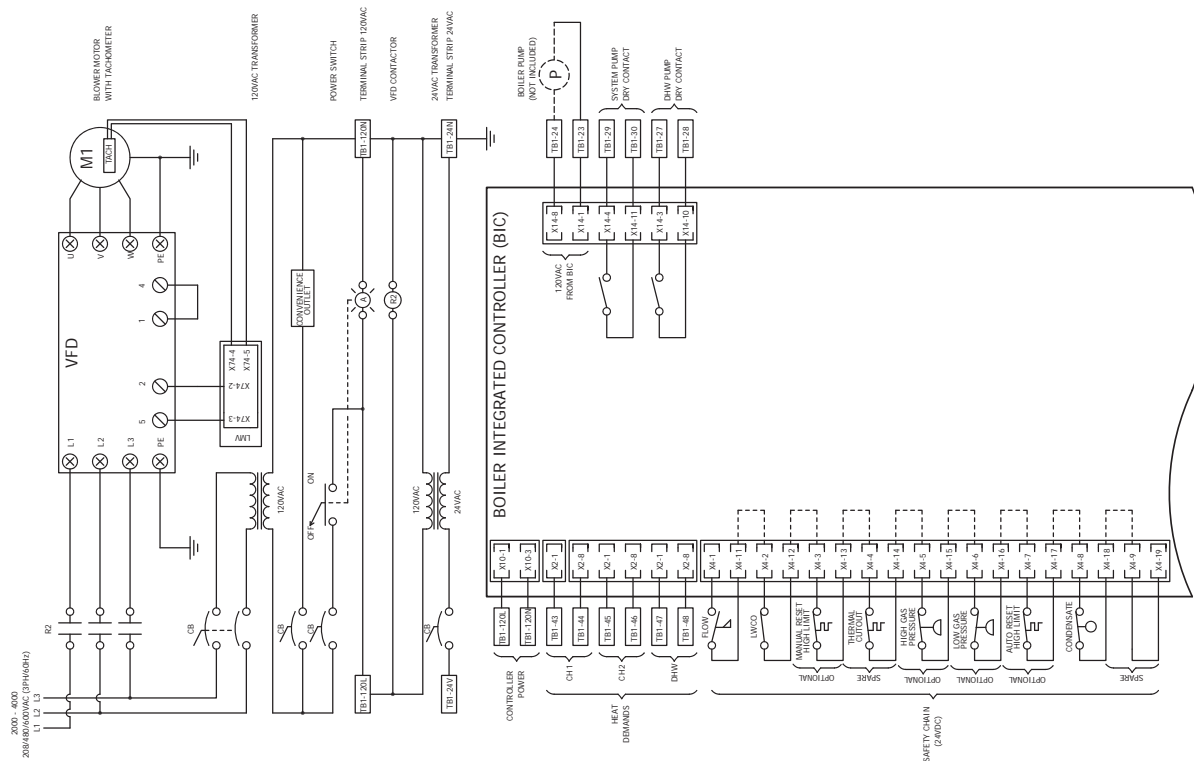 2000 - 4000
208/480/600VAC (3PH/60Hz)
L1
L2
L3
R2
L1
L2
L3
PE
VFD
U
V
W
PE
5
2
1
4
M1
TACH
BLOWER MOTOR
WITH TACHOMETER
LMV
X74-3
X74-2
X74-4
X74-5
CB
120VAC
120VAC TRANSFORMER
CONVENIENCE
OUTLET
CB
OFF
ON
POWER SWITCH
A
TB1-120L
TB1-120N
TERMINAL STRIP 120VAC
R2
VFD CONTACTOR
120VAC
24VAC
24VAC TRANSFORMER
CB
TB1-24V
TB1-24N
TERMINAL STRIP 24VAC
BOILER INTEGRATED CONTROLLER (BIC)
BOILER PUMP
(NOT INCLUDED)
P
SYSTEM PUMP
DRY CONTACT
DHW PUMP
DRY CONTACT
TB1-24
TB1-23
TB1-29
TB1-30
TB1-27
TB1-28
X14-8
X14-1
X14-4
X14-11
X14-3
X14-10
120VAC
FROM BIC
CONTROLLER
POWER
TB1-120L
TB1-120N
X10-1
X10-3
HEAT
DEMANDS
CH1
CH2
DHW
TB1-43
TB1-44
TB1-45
TB1-46
TB1-47
TB1-48
X2-1
X2-8
X2-1
X2-8
X2-1
X2-8
SAFETY CHAIN
(24VDC)
FLOW
LWCO
MANUAL RESET
HIGH LIMIT
OPTIONAL
THERMAL
CUTOUT
SPARE
HIGH GAS
PRESSURE
OPTIONAL
LOW GAS
PRESSURE
OPTIONAL
AUTO RESET
HIGH LIMIT
OPTIONAL
CONDENSATE
SPARE
X4-1
X4-11
X4-2
X4-12
X4-3
X4-13
X4-4
X4-14
X4-5
X4-15
X4-6
X4-16
X4-7
X4-17
X4-8
X4-18
X4-9
X4-19